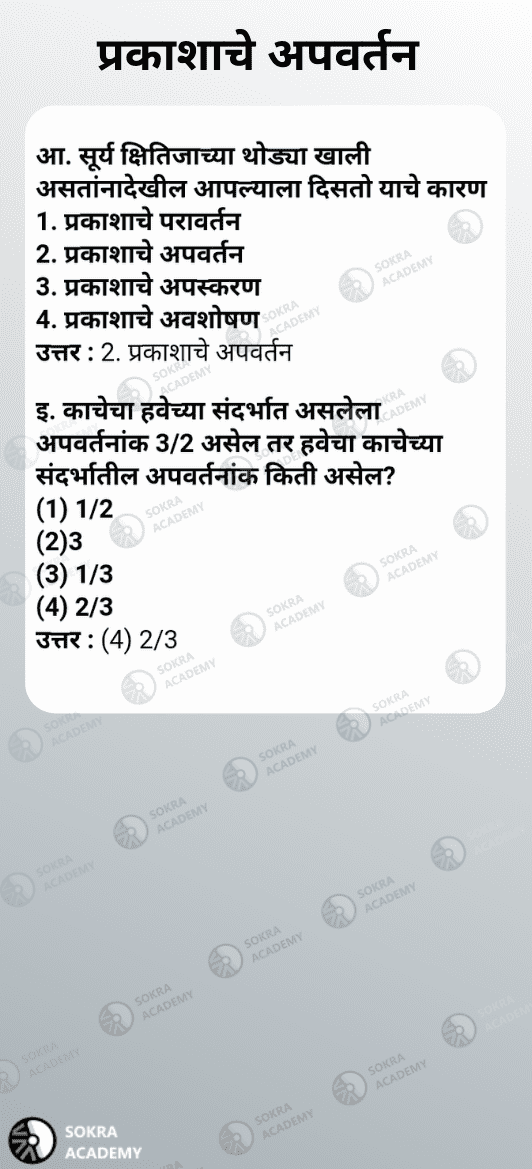 प्रकाशाचे अपवर्तन
आ. सूर्य क्षितिजाच्या थोड्या खाली
असतांनादेखील आपल्याला दिसतो याचे कारण
1. प्रकाशाचे परावर्तन
2. प्रकाशाचे अपवर्तन
3. प्रकाशाचे अपस्करण
4. प्रकाशाचे अवशोषण
उत्तर : 2. प्रकाशाचे अपवर्तन
इ. काचेचा हवेच्या संदर्भात असलेला
अपवर्तनांक 3/2 असेल तर हवेचा काचेच्या
संदर्भातील अपवर्तनांक किती असेल?
(1) 1/2
(2)3
(3) 1/3
(4) 2/3
उत्तर : (4) 2/3
SOKRA
ACADEMY